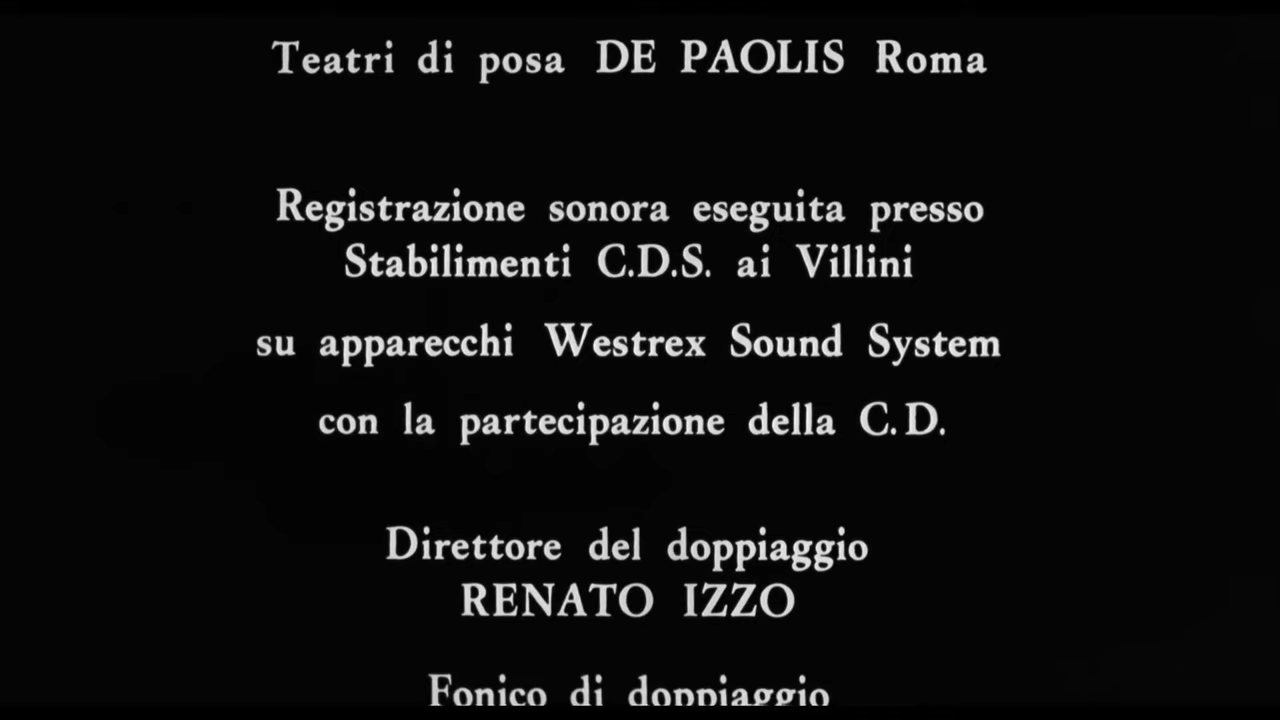 Teatri di posa DE PAOLIS Roma
Registrazione sonora eseguita presso
Stabilimenti C.D.S. ai Villini
su apparecchi Westrex Sound System
con la partecipazione della C.D.
Direttore del doppiaggio
RENATO IZZO
Fonico di doppiaggio